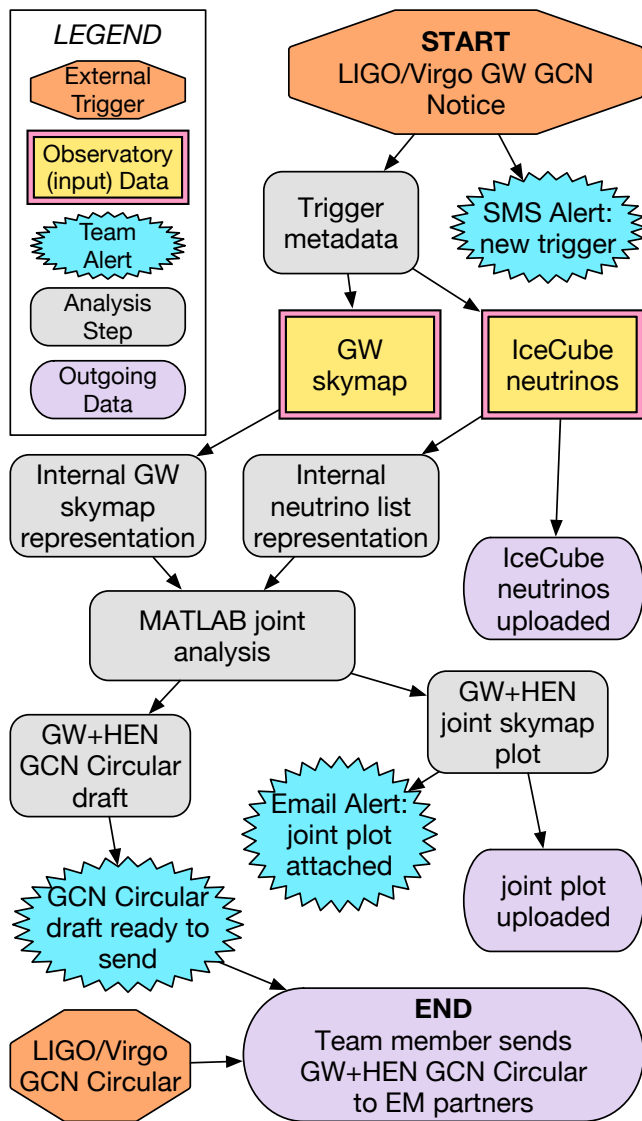 LEGEND
External
Trigger
Observatory
(input) Data
Team
Alert
Analysis
Step
Outgoing
Data
START
LIGO/Virgo GW GCN
Notice
Trigger
metadata
SMS Alert:
new trigger
GW
skymap
IceCube
neutrinos
Internal GW
skymap
representation
Internal
neutrino list
representation
IceCube
neutrinos
uploaded
MATLAB joint
analysis
GW+HEN
GCN Circular
draft
GW+HEN
joint skymap
plot
Email Alert:
joint plot
attached
joint plot
uploaded
GCN Circular
draft ready to
send
LIGO/Virgo
GCN Circular
END
Team member sends
GW+HEN GCN Circular
to EM partners